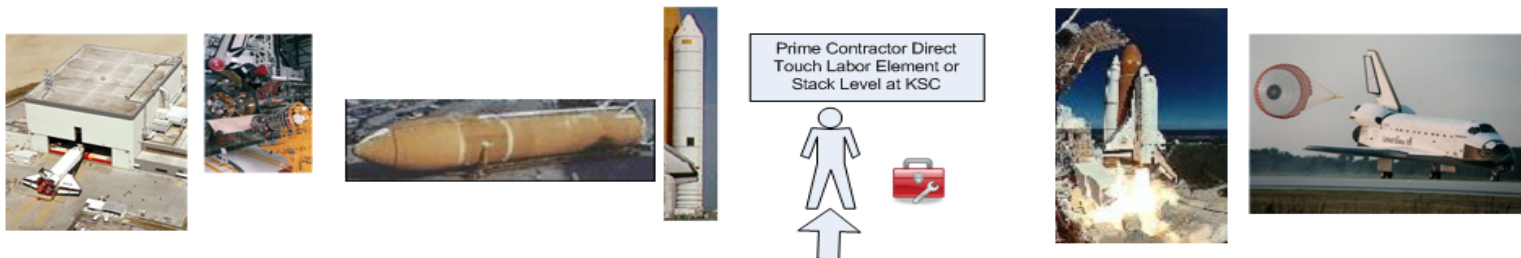 Prime Contractor Direct
Touch Labor Element or
Stack Level at KSC